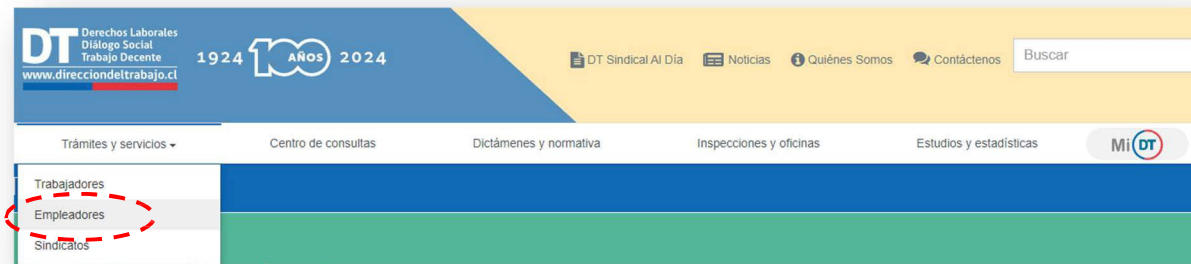 DT Derechos Laborales
Diálogo Social
Trabajo Decente
www.direcciondeltrabajo.cl
1924 100 AÑOS 2024
DT Sindical Al Día Noticias Quiénes Somos Contáctenos Buscar
Trámites y servicios Centro de consultas Dictámenes y normativa Inspecciones y oficinas Estudios y estadísticas Mi DT
Trabajadores
Empleadores
Sindicatos